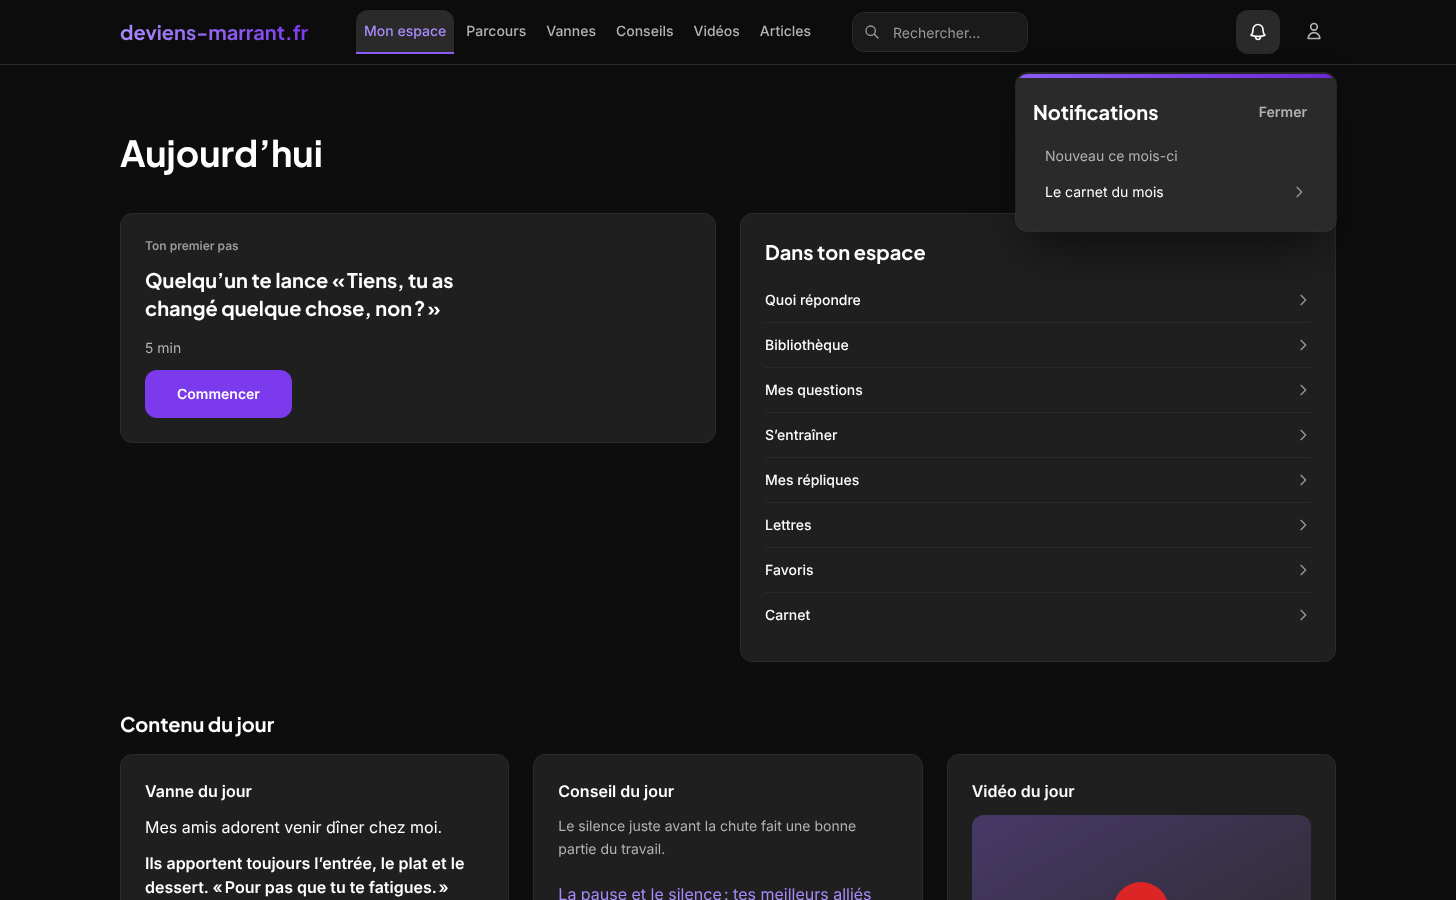 deviens-marrant.fr
Mon espace
Parcours
Vannes
Conseils
Vidéos
Articles
Rechercher...
Notifications
Fermer
Nouveau ce mois-ci
Le carnet du mois
Aujourd’hui
Ton premier pas
Quelqu’un te lance « Tiens, tu as
changé quelque chose, non ? »
5 min
Commencer
Dans ton espace
Quoi répondre
Bibliothèque
Mes questions
S’entraîner
Mes répliques
Lettres
Favoris
Carnet
Contenu du jour
Vanne du jour
Mes amis adorent venir dîner chez moi.
Ils apportent toujours l’entrée, le plat et le
dessert. « Pour pas que tu te fatigues. »
Conseil du jour
Le silence juste avant la chute fait une bonne
partie du travail.
La pause et le silence : tes meilleurs alliés
Vidéo du jour